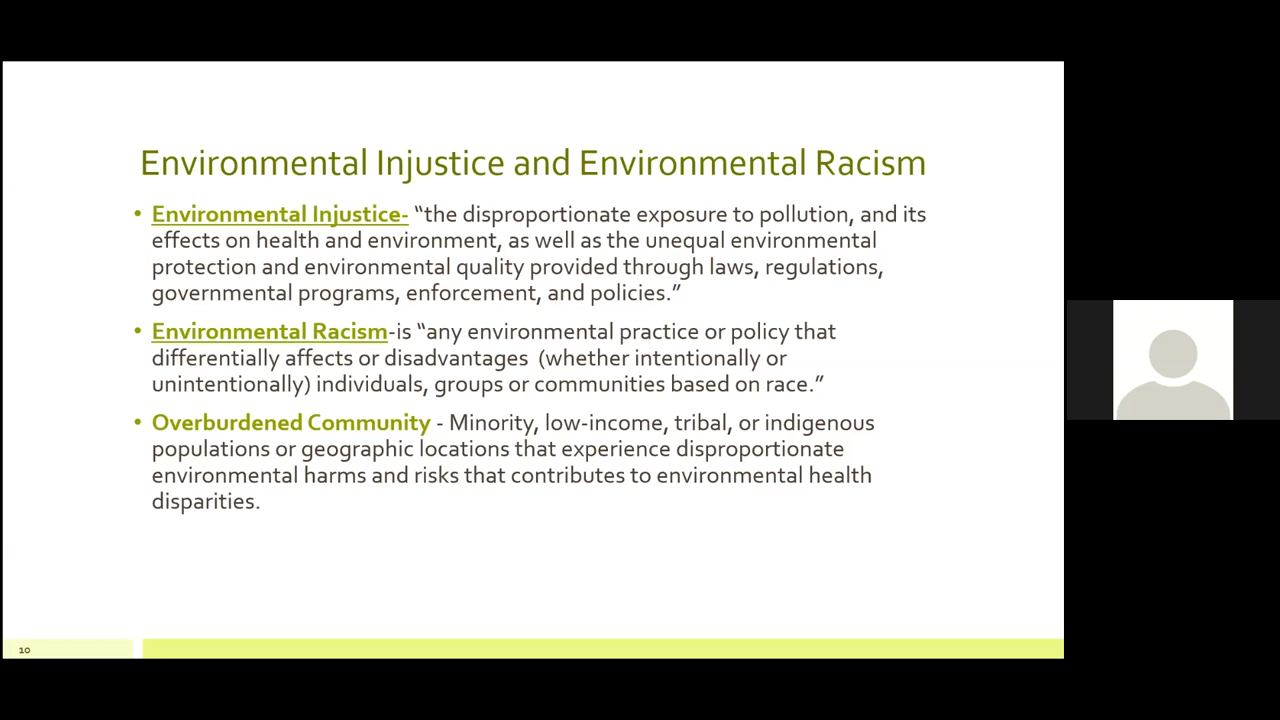 Environmental Injustice and Environmental Racism
• Environmental Injustice- “the disproportionate exposure to pollution, and its
effects on health and environment, as well as the unequal environmental
protection and environmental quality provided through laws, regulations,
governmental programs, enforcement, and policies.”
• Environmental Racism-is “any environmental practice or policy that
differentially affects or disadvantages  (whether intentionally or
unintentionally) individuals, groups or communities based on race.”
• Overburdened Community - Minority, low-income, tribal, or indigenous
populations or geographic locations that experience disproportionate
environmental harms and risks that contributes to environmental health
disparities.
10